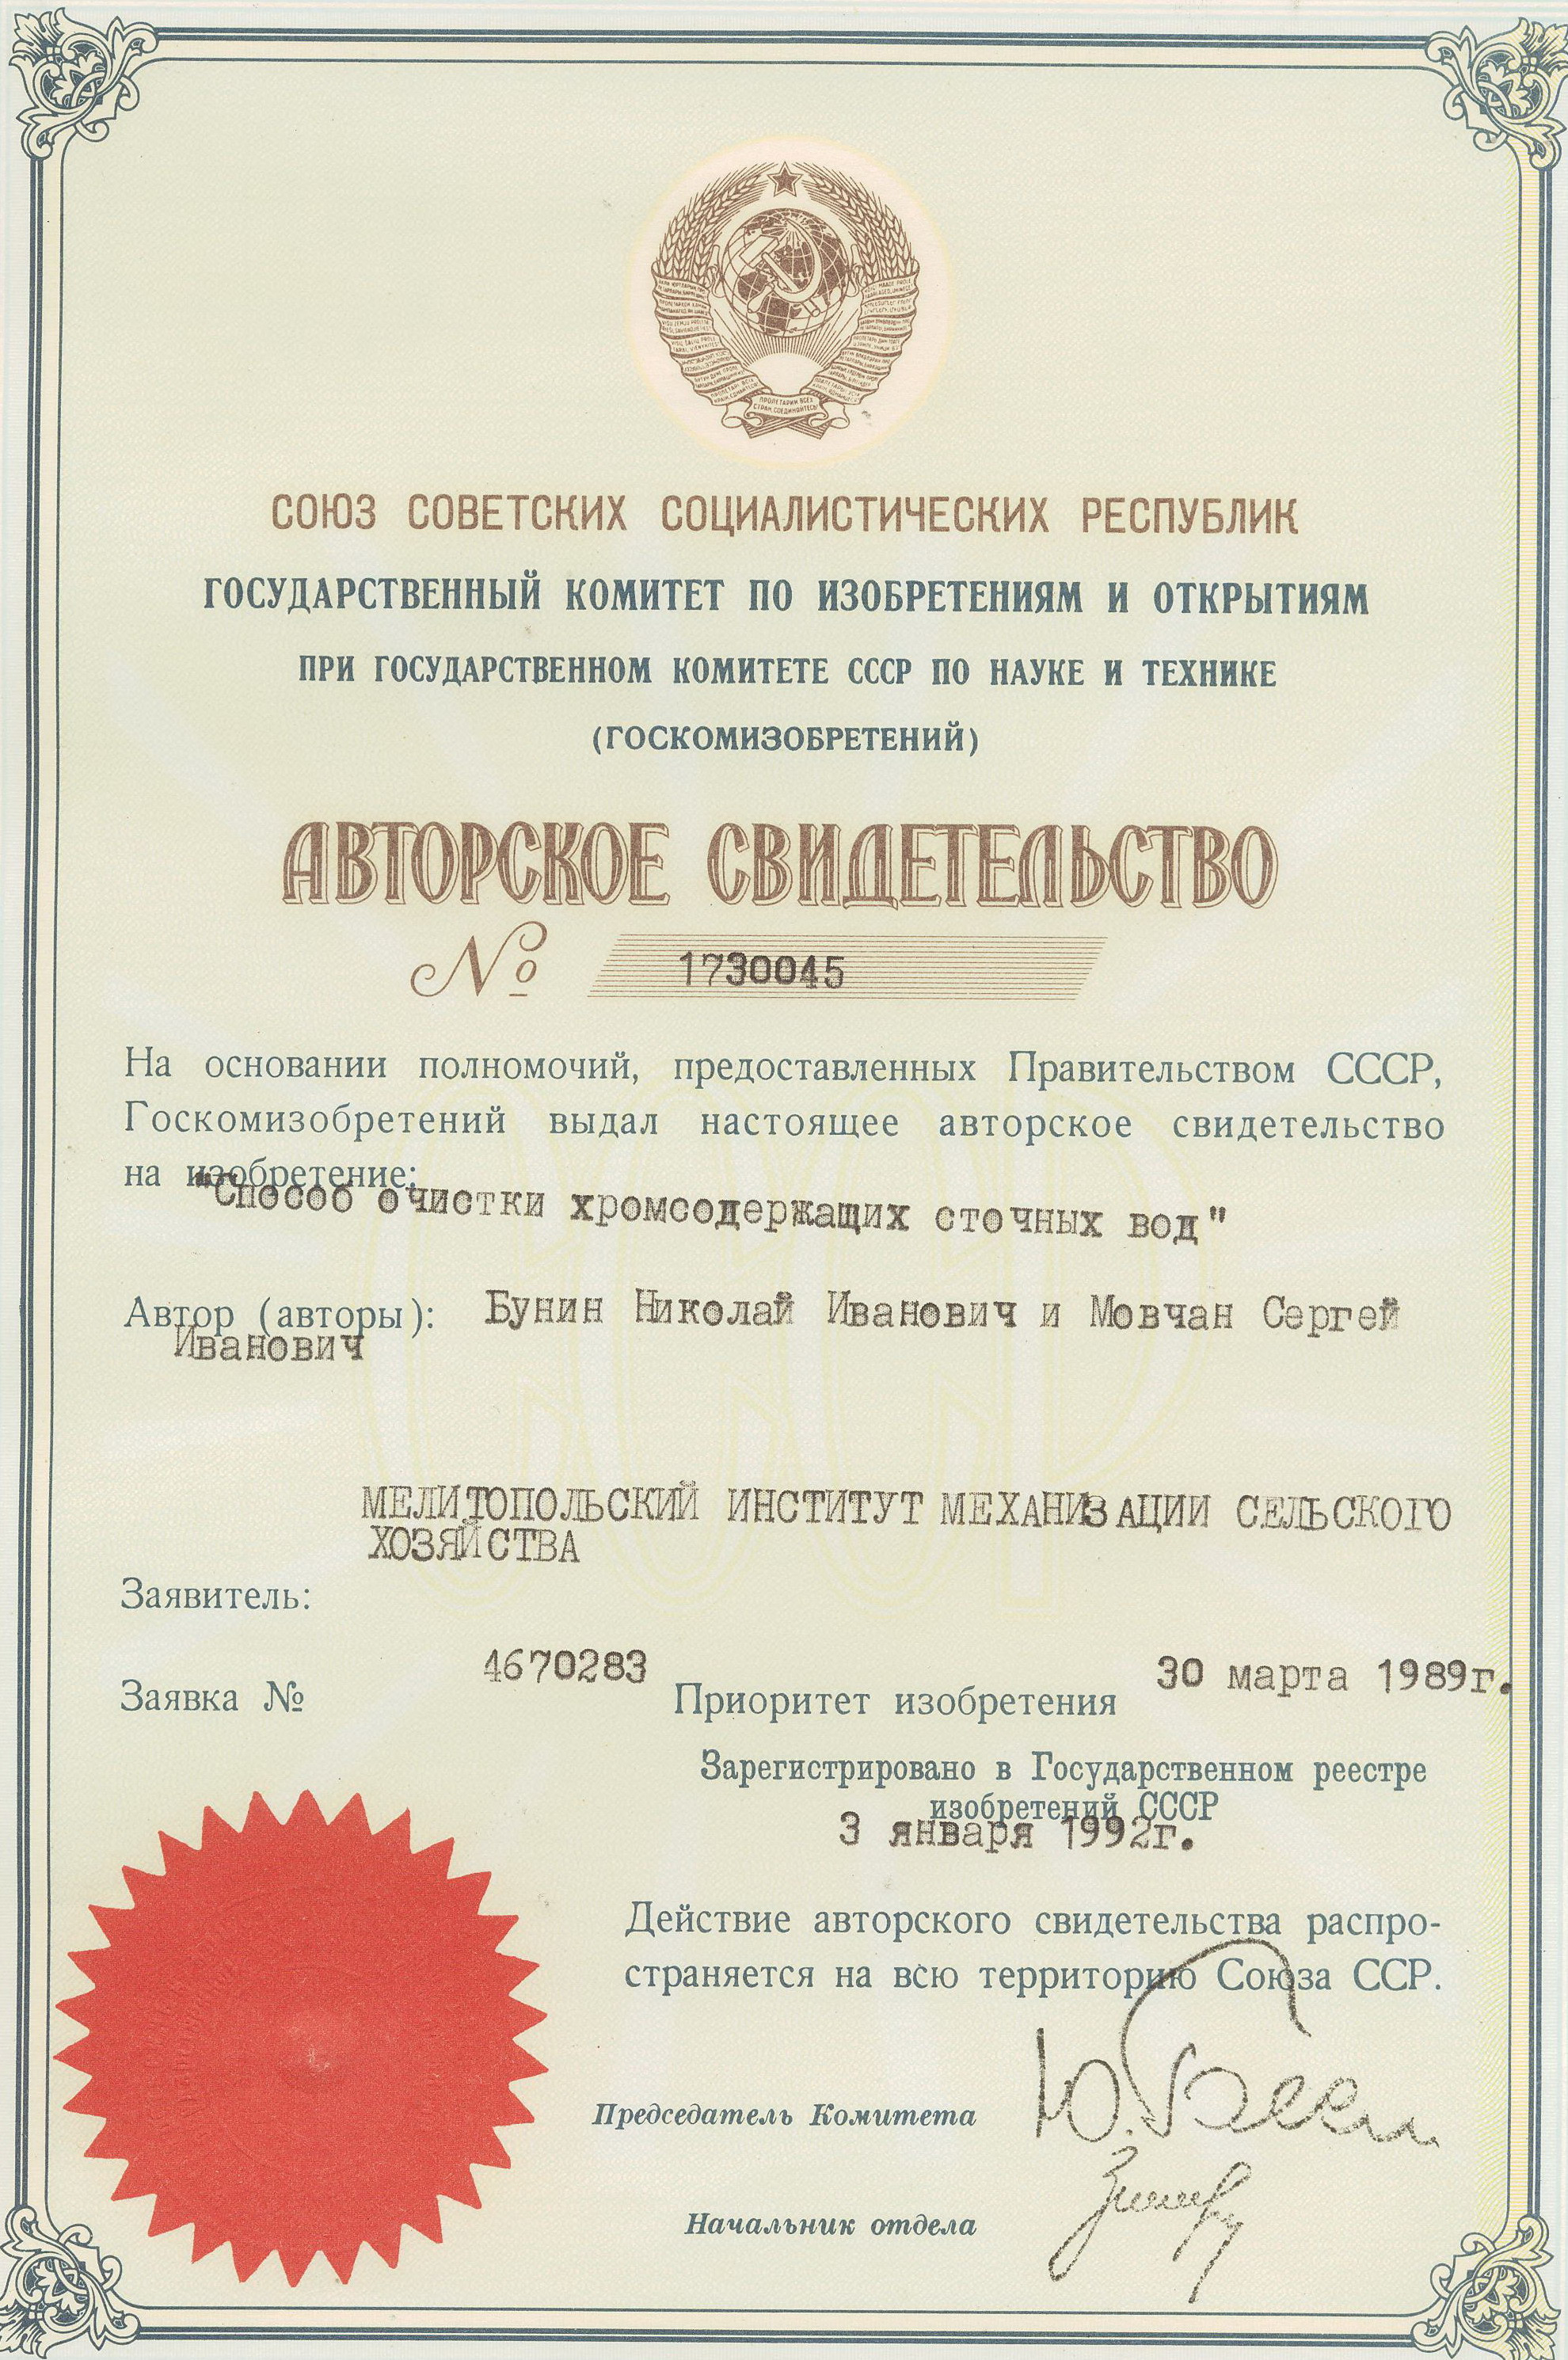 ПРОЛЕТАРИИ ВСЕХ
СТРАН, СОЕДИНЯЙТЕСЬ!
СОЮЗ СОВЕТСКИХ СОЦИАЛИСТИЧЕСКИХ РЕСПУБЛИК
ГОСУДАРСТВЕННЫЙ КОМИТЕТ ПО ИЗОБРЕТЕНИЯМ И ОТКРЫТИЯМ
ПРИ ГОСУДАРСТВЕННОМ КОМИТЕТЕ СССР ПО НАУКЕ И ТЕХНИКЕ
(ГОСКОМИЗОБРЕТЕНИЙ)
АВТОРСКОЕ СВИДЕТЕЛЬСТВО
№ 1730045
На основании полномочий, предоставленных Правительством СССР,
Госкомизобретений выдал настоящее авторское свидетельство
на изобретение:
"Способ очистки хромсодержащих сточных вод"
Автор (авторы): Бунин Николай Иванович и Мовчан Сергей
Иванович
МЕЛИТОПОЛЬСКИЙ ИНСТИТУТ МЕХАНИЗАЦИИ СЕЛЬСКОГО
ХОЗЯЙСТВА
Заявитель:
Заявка № 4670283 Приоритет изобретения 30 марта 1989г.
Зарегистрировано в Государственном реестре
изобретений СССР
3 января 1992г.
Действие авторского свидетельства распро-
страняется на всю территорию Союза ССР.
Председатель Комитета
Начальник отдела